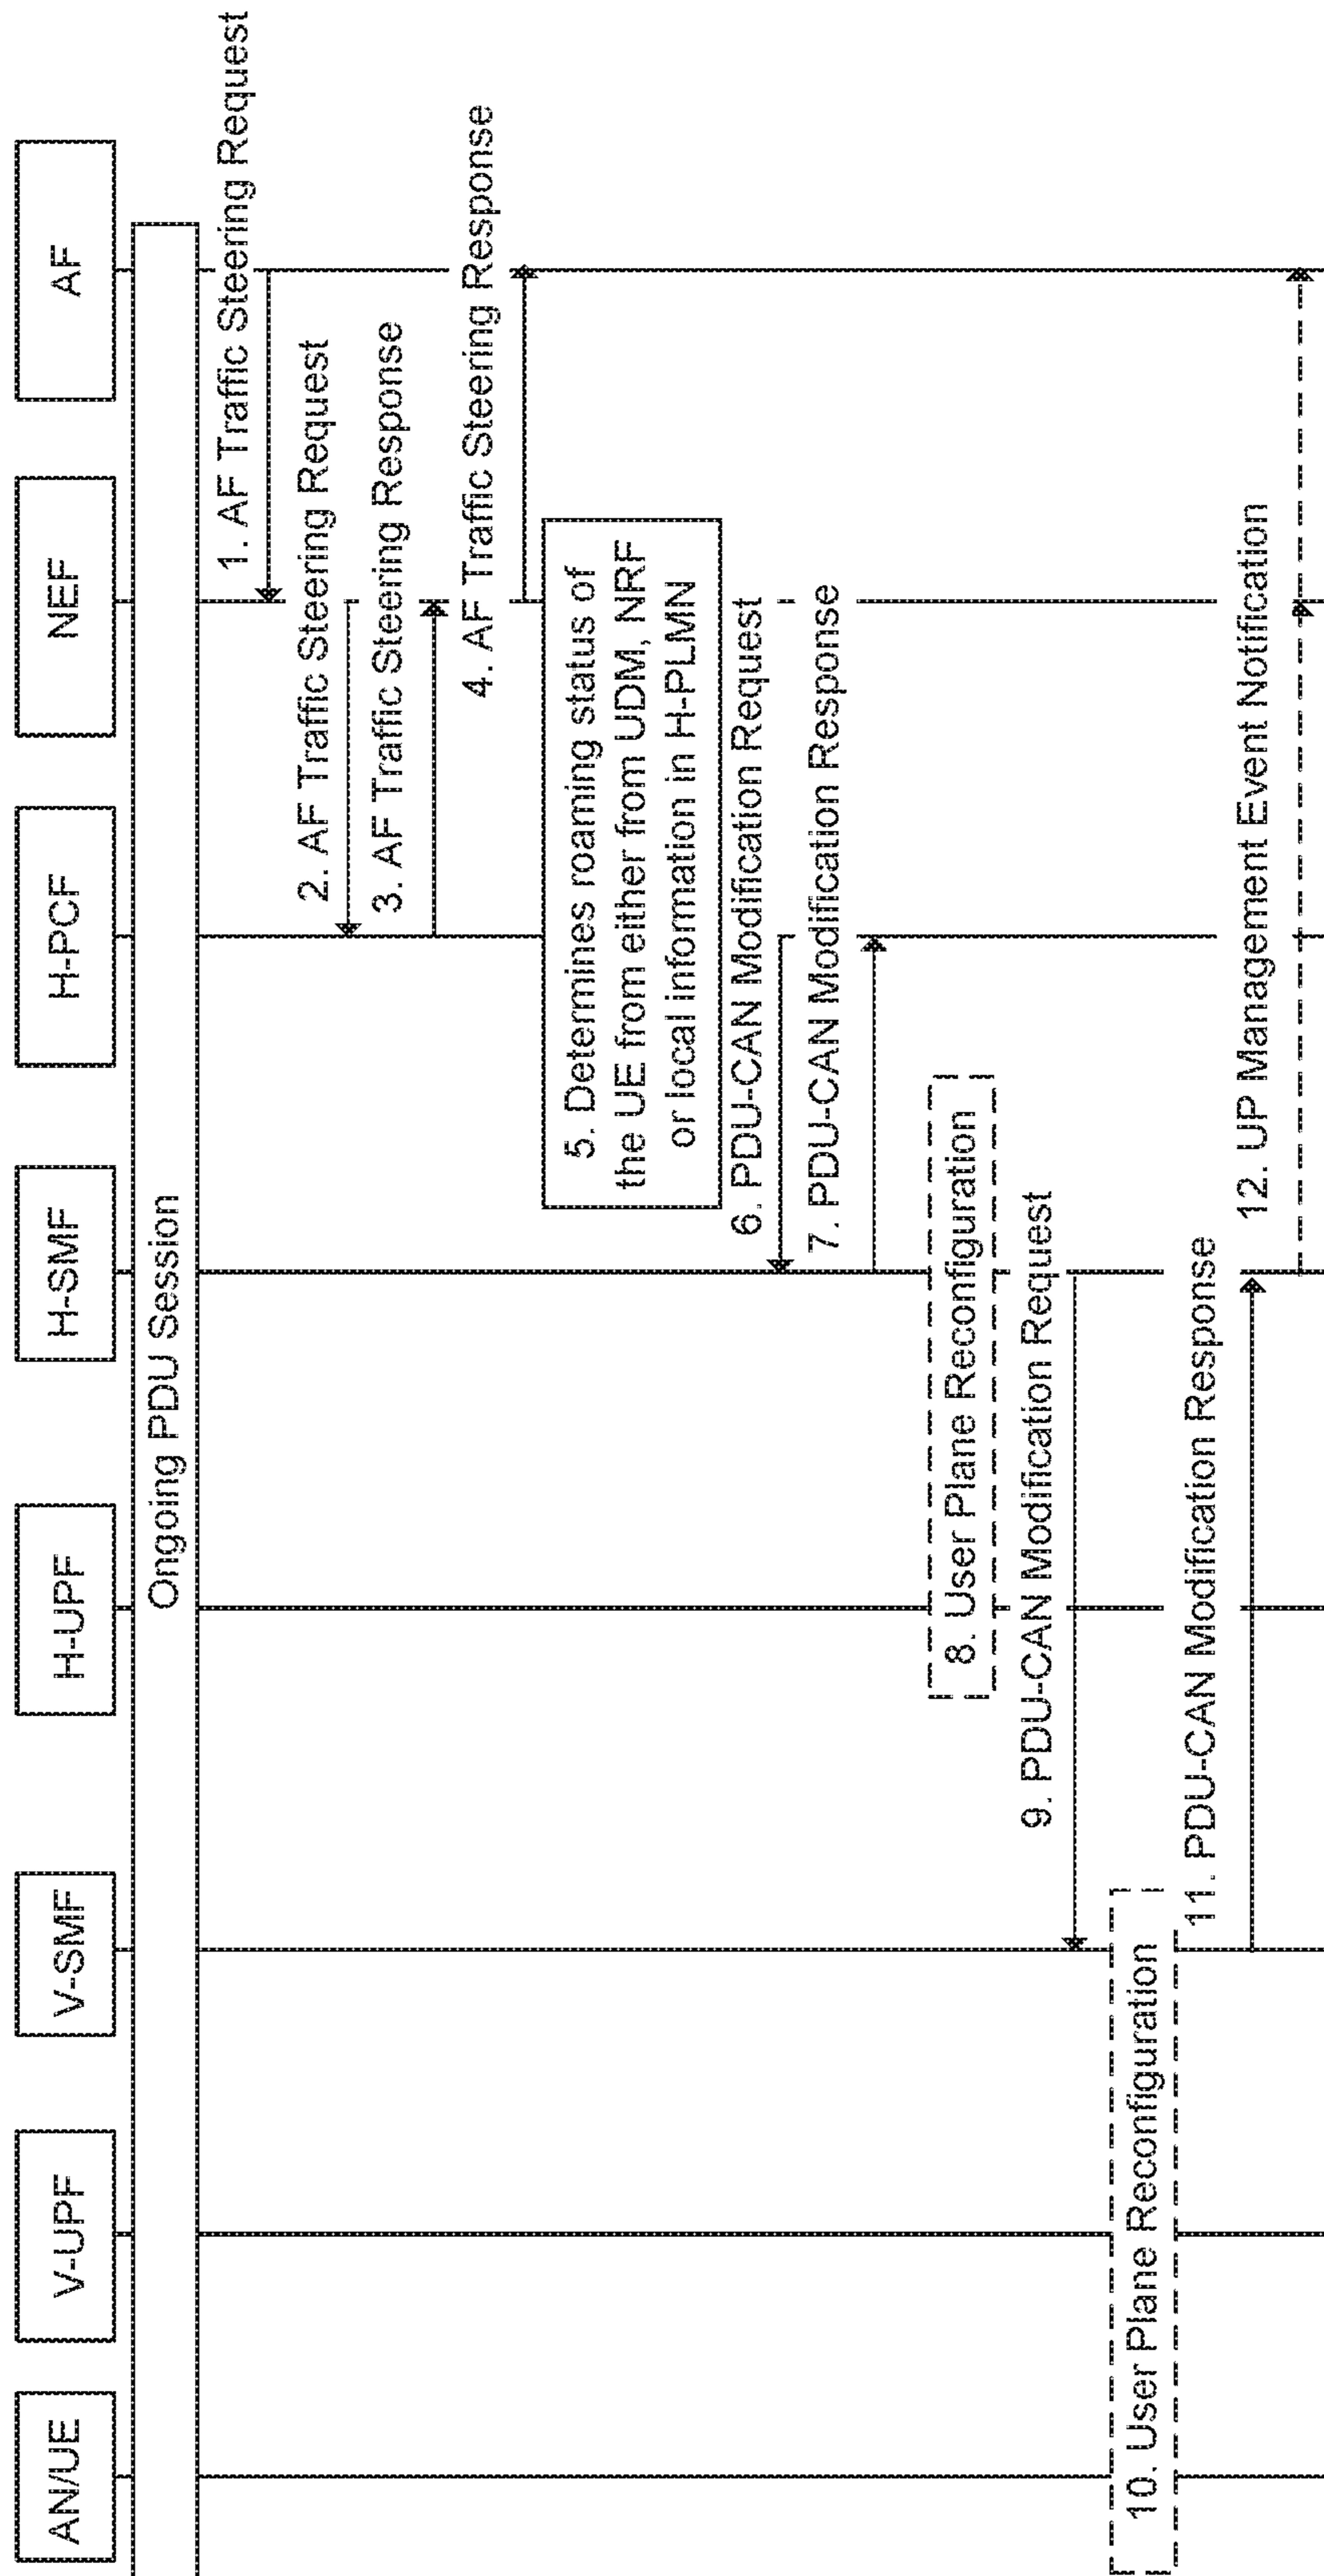 AN/UE
V-UPF
V-SMF
H-UPF
H-SMF
H-PCF
NEF
AF
Ongoing PDU Session
1. AF Traffic Steering Request
2. AF Traffic Steering Request
3. AF Traffic Steering Response
4. AF Traffic Steering Response
5. Determines roaming status of
the UE from either from UDM, NRF
or local information in H-PLMN
6. PDU-CAN Modification Request
7. PDU-CAN Modification Response
8. User Plane Reconfiguration
9. PDU-CAN Modification Request
10. User Plane Reconfiguration
11. PDU-CAN Modification Response
12. UP Management Event Notification